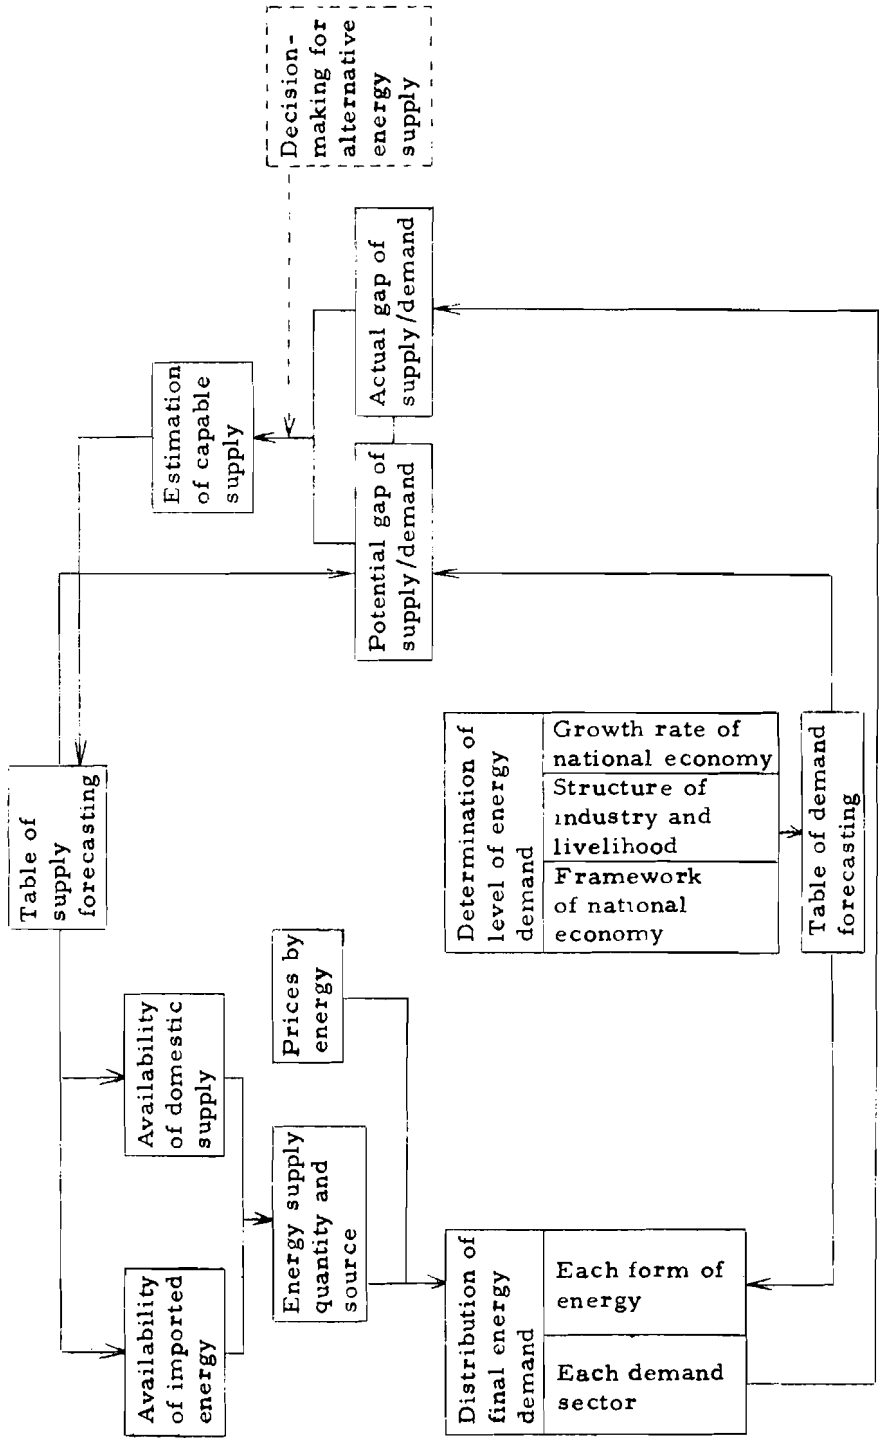 Table of
supply
forecasting
Availability
of imported
energy
Availability
of domestic
supply
Estimation
of capable
supply
Decision-
making for
alternative
energy
supply
Energy supply
quantity and
source
Prices by
energy
Potential gap of
supply/demand
Actual gap of
supply/demand
Distribution of
final energy
demand
Each demand
sector
Each form of
energy
Determination of
level of energy
demand
Framework
of national
economy
Structure of
industry and
livelihood
Growth rate of
national economy
Table of demand
forecasting